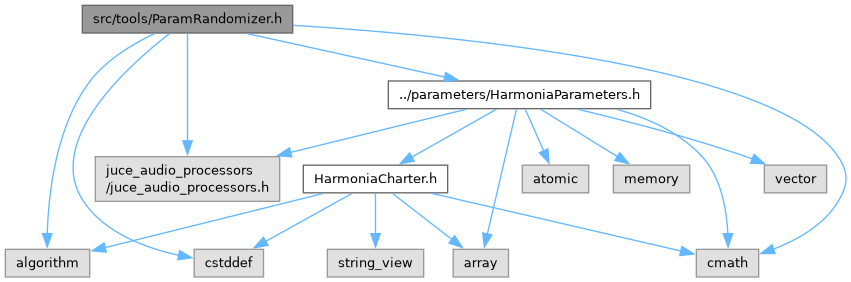 src/tools/ParamRandomizer.h
../parameters/HarmoniaParameters.h
juce_audio_processors
/juce_audio_processors.h
HarmoniaCharter.h
atomic
memory
vector
algorithm
cstddef
string_view
array
cmath